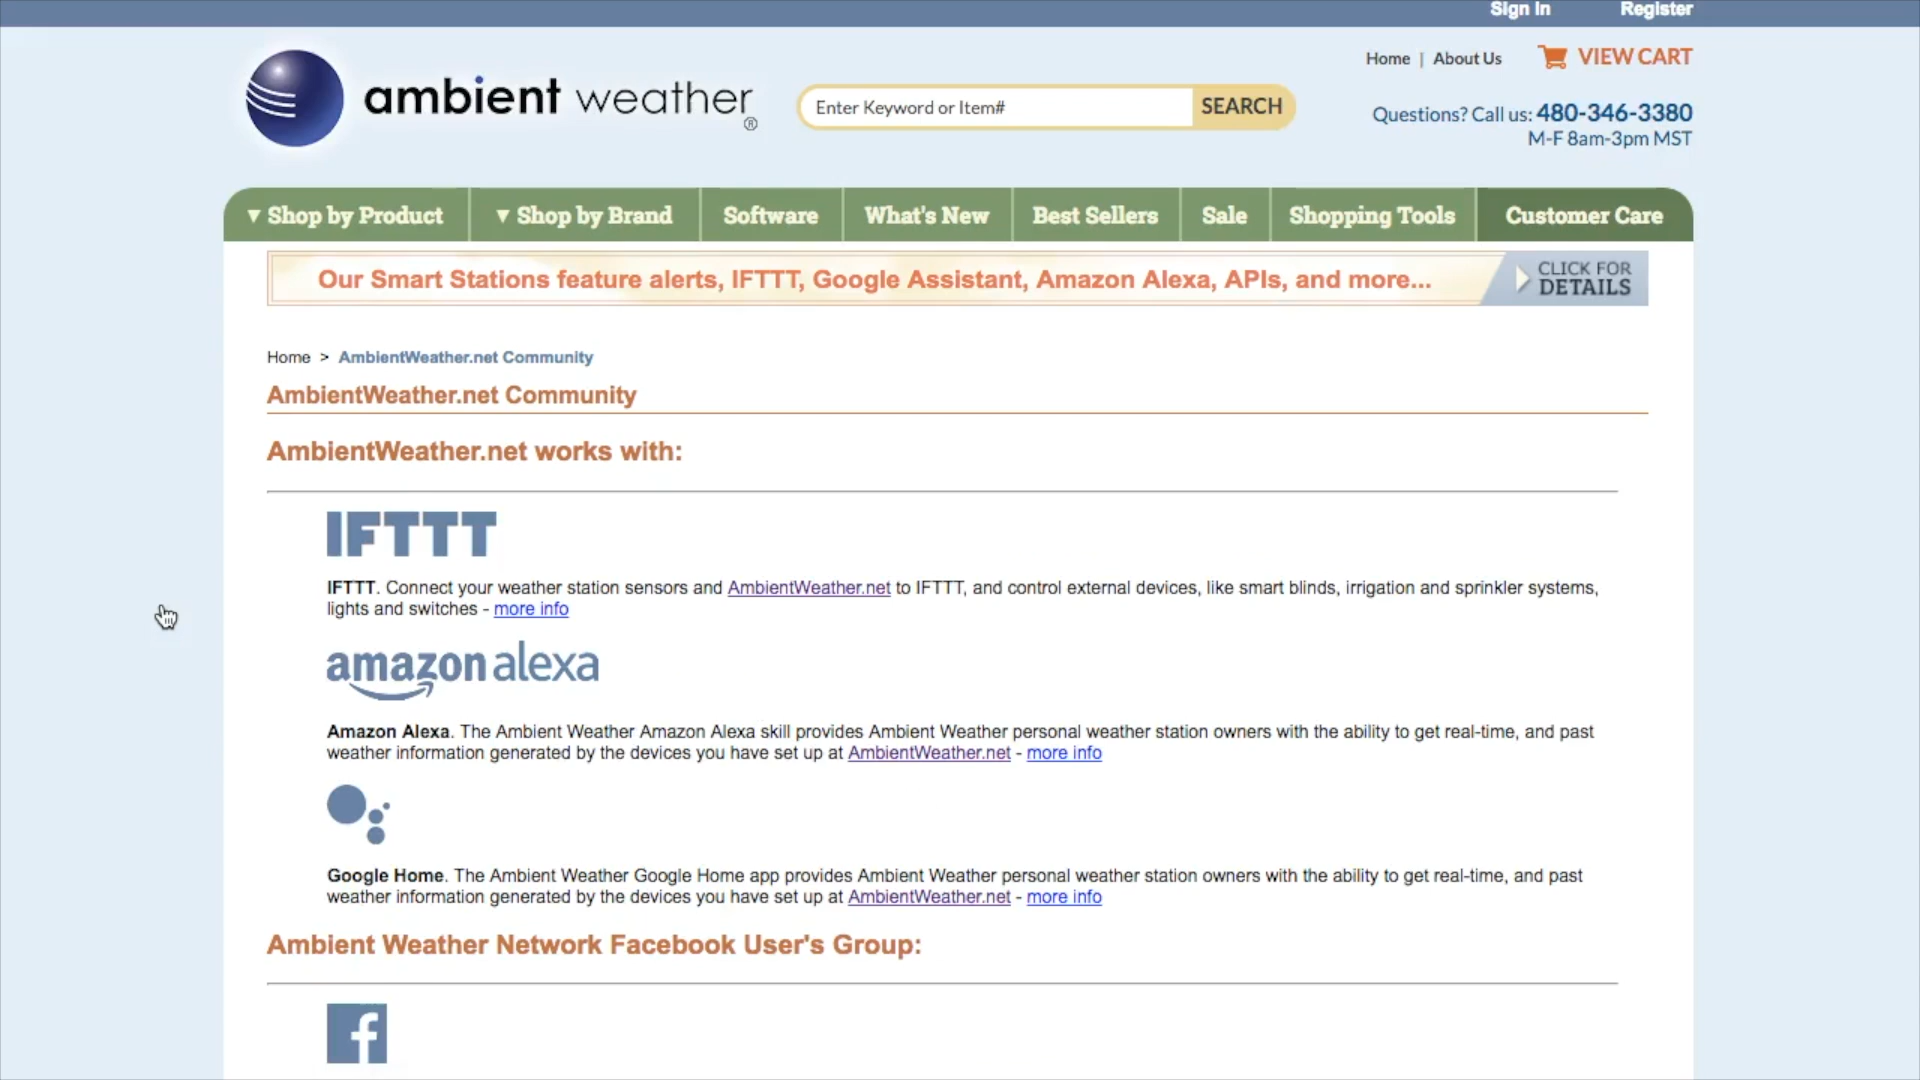 Sign In Register
Home | About Us VIEW CART
ambient weather ®
Enter Keyword or Item# SEARCH
Questions? Call us: 480-346-3380
M-F 8am-3pm MST
▼ Shop by Product ▼ Shop by Brand Software What's New Best Sellers Sale Shopping Tools Customer Care
Our Smart Stations feature alerts, IFTTT, Google Assistant, Amazon Alexa, APIs, and more... CLICK FOR
DETAILS
Home > AmbientWeather.net Community
AmbientWeather.net Community
AmbientWeather.net works with:
IFTTT
IFTTT. Connect your weather station sensors and AmbientWeather.net to IFTTT, and control external devices, like smart blinds, irrigation and sprinkler systems,
lights and switches - more info
amazon alexa
Amazon Alexa. The Ambient Weather Amazon Alexa skill provides Ambient Weather personal weather station owners with the ability to get real-time, and past
weather information generated by the devices you have set up at AmbientWeather.net - more info
Google Home. The Ambient Weather Google Home app provides Ambient Weather personal weather station owners with the ability to get real-time, and past
weather information generated by the devices you have set up at AmbientWeather.net - more info
Ambient Weather Network Facebook User's Group:
f